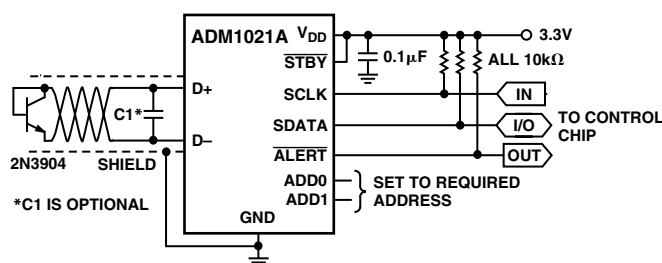 ADM1021A
VDD
3.3V
STBY
0.1μF
ALL 10kΩ
D+
C1*
SCLK
IN
SDATA
I/O
TO CONTROL
CHIP
D–
2N3904
SHIELD
ALERT
OUT
ADD0
ADD1
SET TO REQUIRED
ADDRESS
*C1 IS OPTIONAL
GND